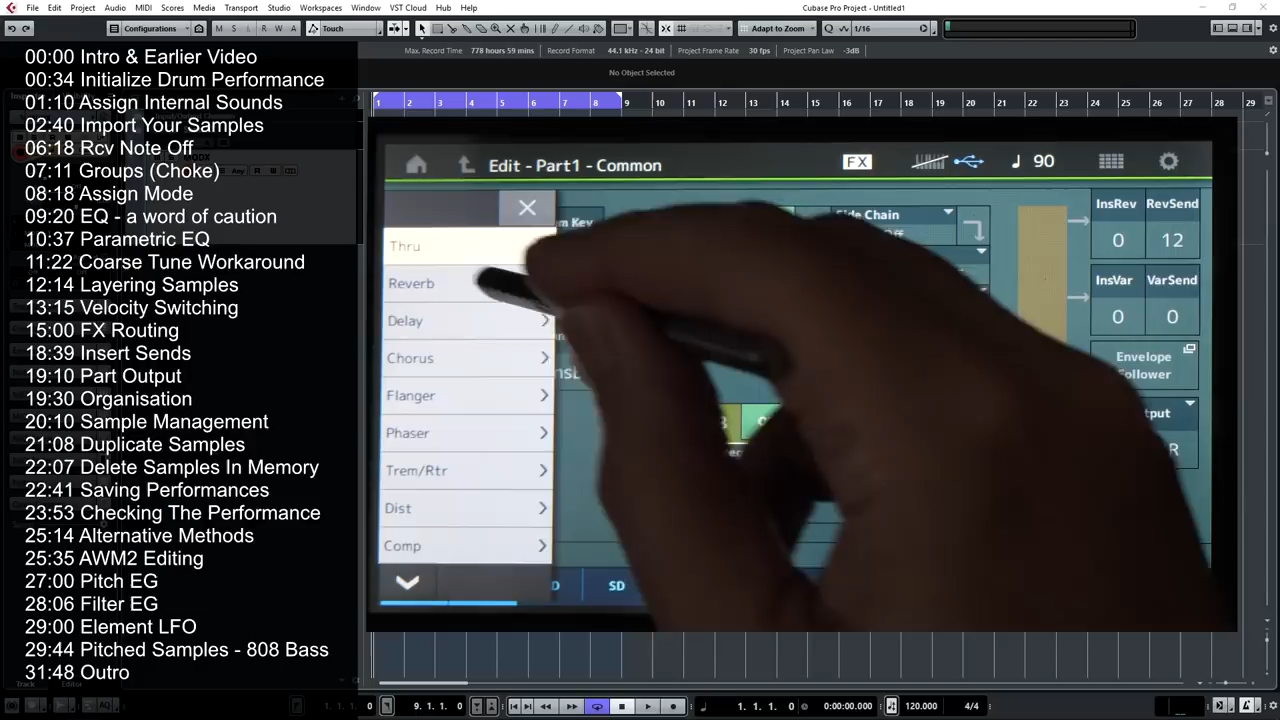 Cubase Pro Project - Untitled1
File Edit Project Audio MIDI Scores Media Transport Studio Workspaces Window VST Cloud Hub Help
Configurations M S L R W A Touch Adapt to Zoom 1/16
Max. Record Time 778 hours 59 mins Record Format 44.1 kHz - 24 bit Project Frame Rate 30 fps Project Pan Law -3dB
No Object Selected
1 2 3 4 5 6 7 8 9 10 11 12 13 14 15 16 17 18 19 20 21 22 23 24 25 26 27 28 29
00:00 Intro & Earlier Video
00:34 Initialize Drum Performance
01:10 Assign Internal Sounds
02:40 Import Your Samples
06:18 Rcv Note Off
07:11 Groups (Choke)
08:18 Assign Mode
09:20 EQ - a word of caution
10:37 Parametric EQ
11:22 Coarse Tune Workaround
12:14 Layering Samples
13:15 Velocity Switching
15:00 FX Routing
18:39 Insert Sends
19:10 Part Output
19:30 Organisation
20:10 Sample Management
21:08 Duplicate Samples
22:07 Delete Samples In Memory
22:41 Saving Performances
23:53 Checking The Performance
25:14 Alternative Methods
25:35 AWM2 Editing
27:00 Pitch EG
28:06 Filter EG
29:00 Element LFO
29:44 Pitched Samples - 808 Bass
31:48 Outro
Edit - Part1 - Common
FX
90
Key
Side Chain
InsRev RevSend
0 12
InsVar VarSend
0 0
Envelope
Follower
Thru
Reverb
Delay
Chorus
Flanger
Phaser
Trem/Rtr
Dist
Comp
SD
Track Editor
1. 1. 1. 0 9. 1. 1. 0 1. 1. 1. 0 0:00:00.000 120.000 4/4